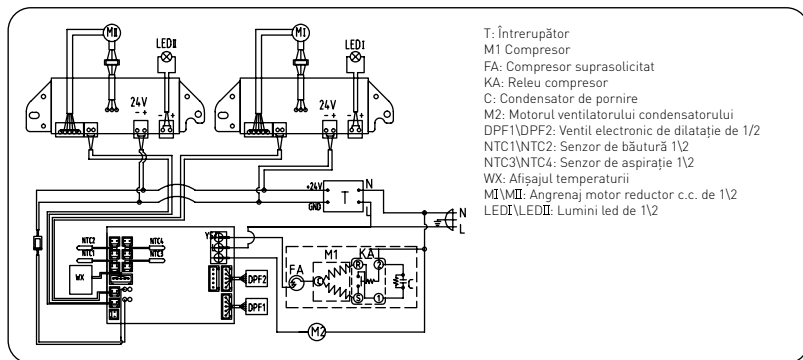 MII
LEDII
24V
- +
- +
MI
LEDI
24V
- +
- +
+24V
GND
T
N
L
N
L
NTC2
NTC1
NTC4
NTC3
WX
DPF2
DPF1
FA
M1
KA
C
R
S
2
1
C
M2
T: Întrerupător
M1 Compresor
FA: Compresor suprasolicitat
KA: Releu compresor
C: Condensator de pornire
M2: Motorul ventilatorului condensatorului
DPF1\DPF2: Ventil electronic de dilatație de 1/2
NTC1\NTC2: Senzor de băutură 1\2
NTC3\NTC4: Senzor de aspirație 1\2
WX: Afișajul temperaturii
MI\MII: Angrenaj motor reductor c.c. de 1\2
LEDI\LEDII: Lumini led de 1\2